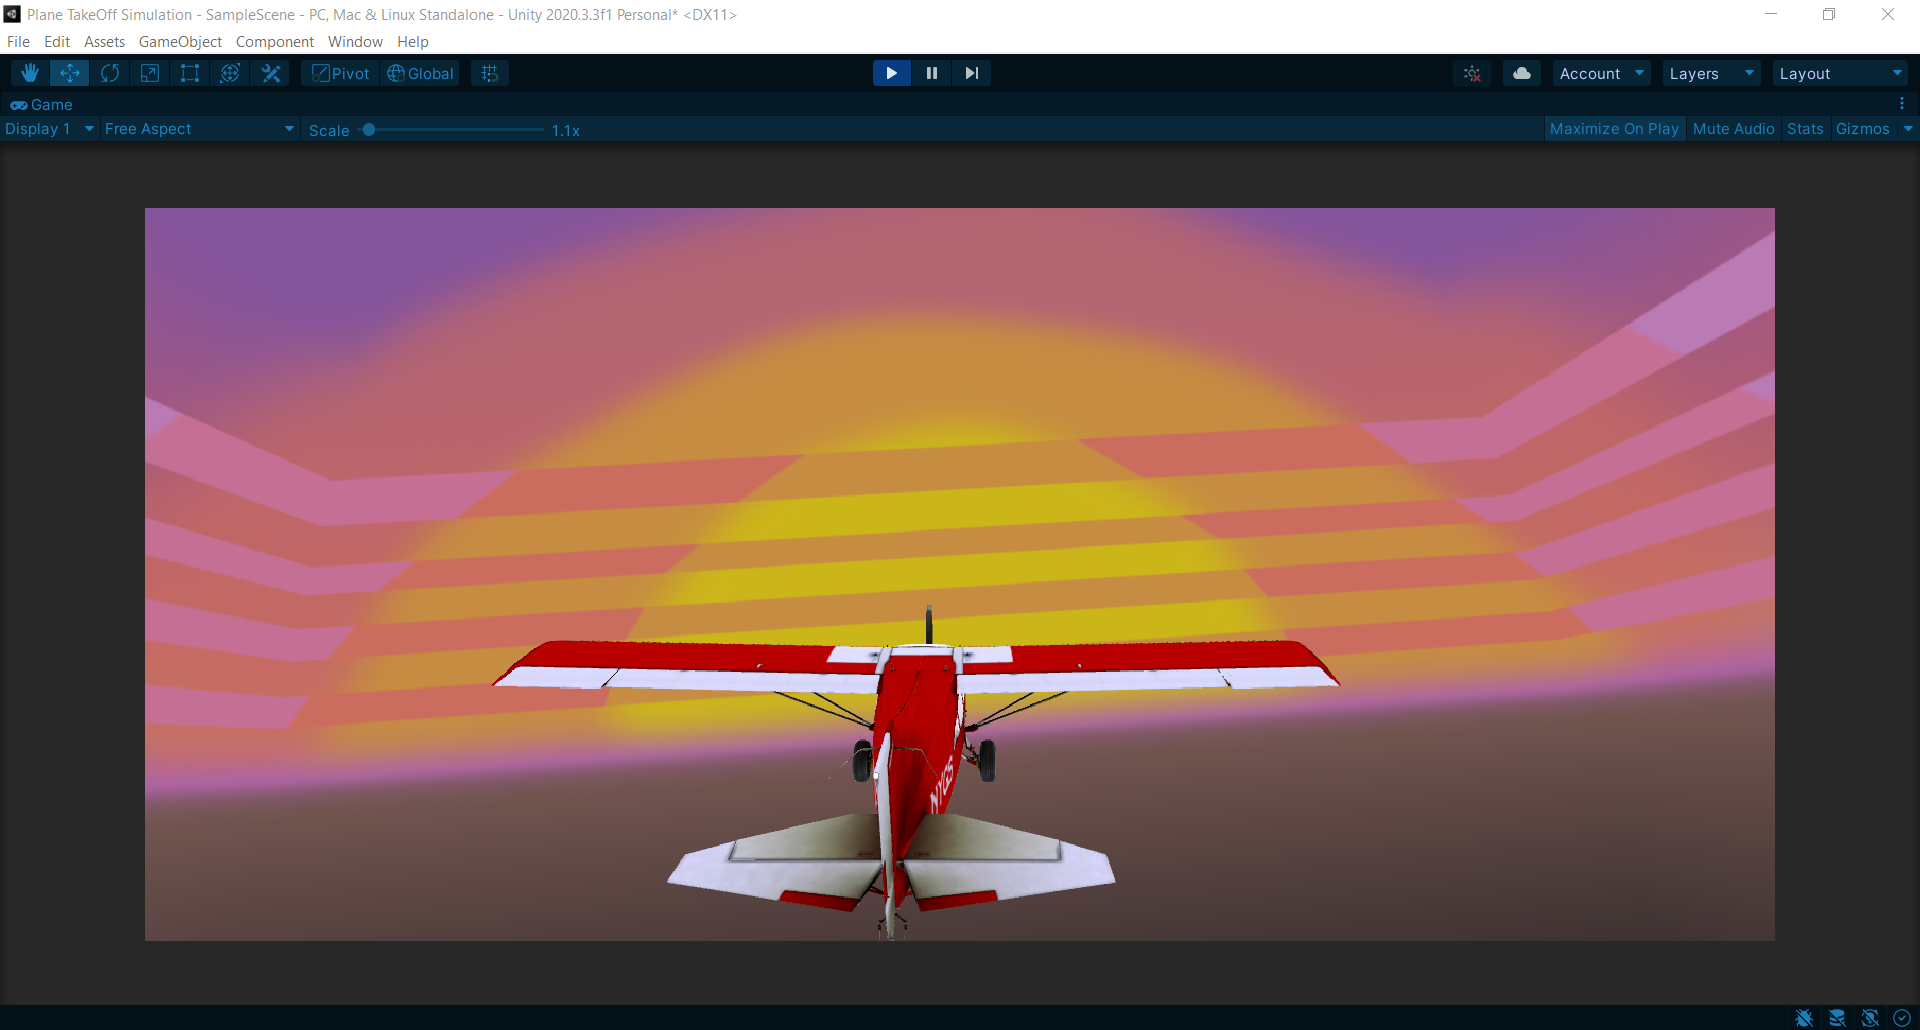 Plane TakeOff Simulation - SampleScene - PC, Mac & Linux Standalone - Unity 2020.3.3f1 Personal* <DX11>
File Edit Assets GameObject Component Window Help
Pivot Global Account Layers Layout
Game
Display 1 Free Aspect Scale 1.1x Maximize On Play Mute Audio Stats Gizmos